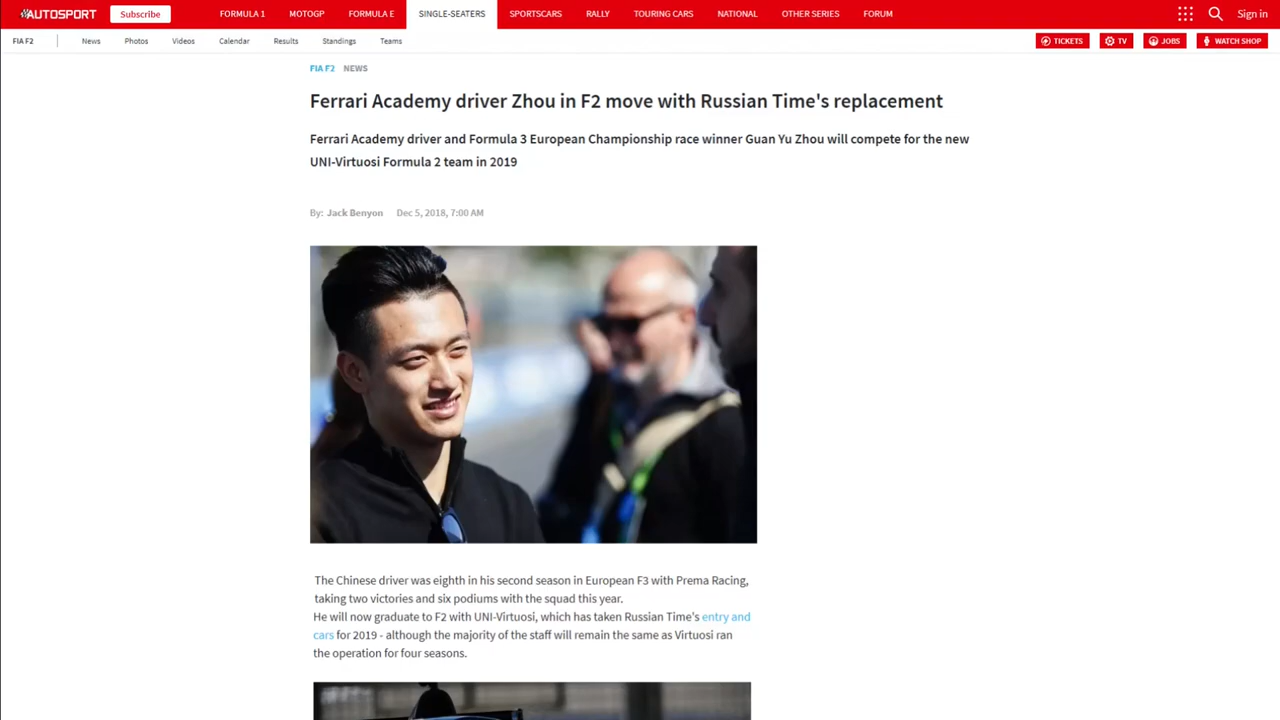 AUTOSPORT Subscribe FORMULA 1 MOTOGP FORMULA E SINGLE-SEATERS SPORTSCARS RALLY TOURING CARS NATIONAL OTHER SERIES FORUM Sign in
FIA F2 News Photos Videos Calendar Results Standings Teams TICKETS TV JOBS WATCH SHOP
FIA F2 NEWS
Ferrari Academy driver Zhou in F2 move with Russian Time's replacement
Ferrari Academy driver and Formula 3 European Championship race winner Guan Yu Zhou will compete for the new
UNI-Virtuosi Formula 2 team in 2019
By: Jack Benyon Dec 5, 2018, 7:00 AM
The Chinese driver was eighth in his second season in European F3 with Prema Racing,
taking two victories and six podiums with the squad this year.
He will now graduate to F2 with UNI-Virtuosi, which has taken Russian Time's entry and
cars for 2019 - although the majority of the staff will remain the same as Virtuosi ran
the operation for four seasons.